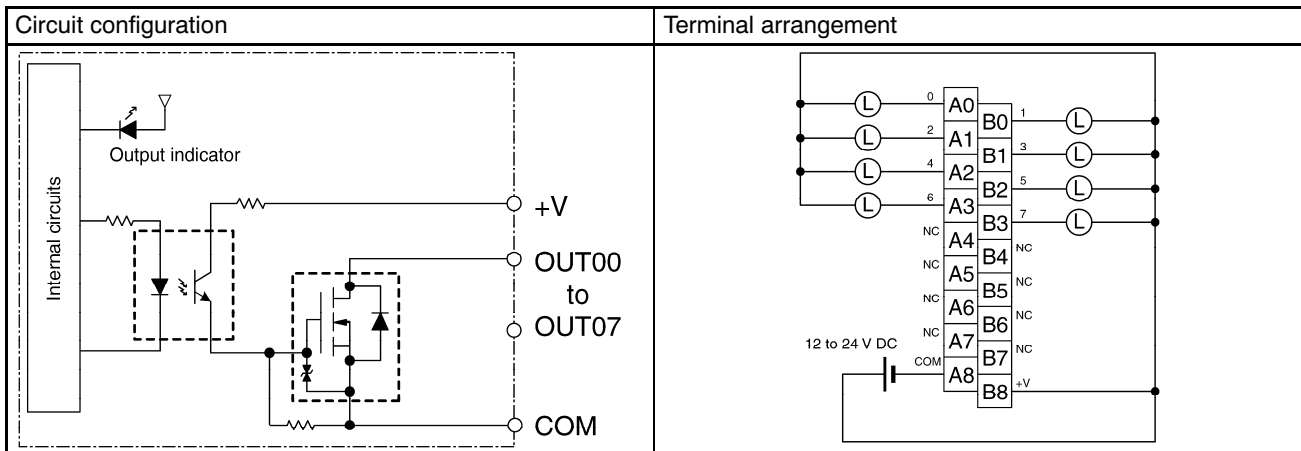 Circuit configuration
Terminal arrangement
Internal circuits
Output indicator
+V
OUT00
to
OUT07
COM
0 A0
B0 1
2 A1
B1 3
4 A2
B2 5
6 A3
B3 7
NC A4
B4 NC
NC A5
B5 NC
NC A6
B6 NC
NC A7
B7 NC
12 to 24 V DC
COM A8
B8 +V
L
L
L
L
L
L
L
L